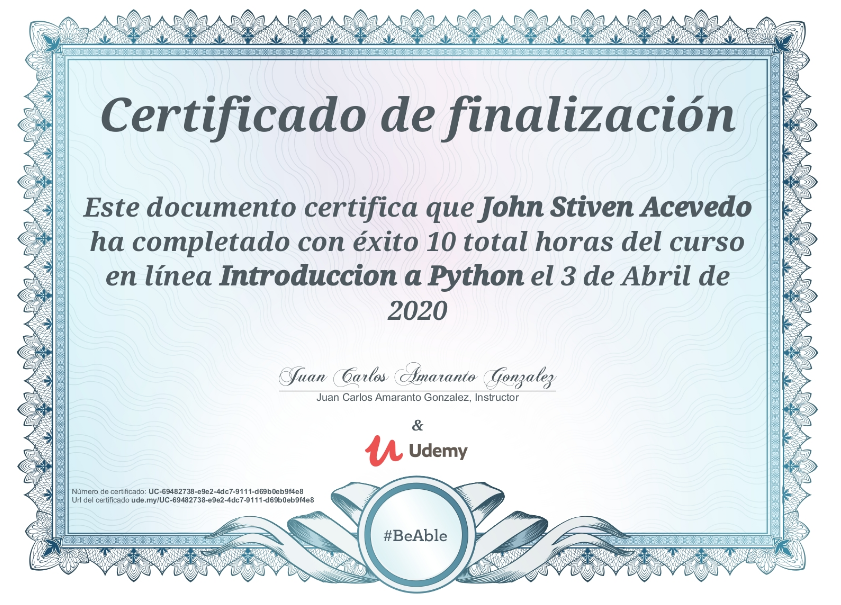 Certificado de finalización
Este documento certifica que John Stiven Acevedo
ha completado con éxito 10 total horas del curso
en línea Introduccion a Python el 3 de Abril de
2020
Juan Carlos Amaranto Gonzalez
Juan Carlos Amaranto Gonzalez, Instructor
&
Udemy
Número de certificado: UC-69482738-e9e2-4dc7-9111-d69b0eb9f4e8
Url del certificado ude.my/UC-69482738-e9e2-4dc7-9111-d69b0eb9f4e8
#BeAble